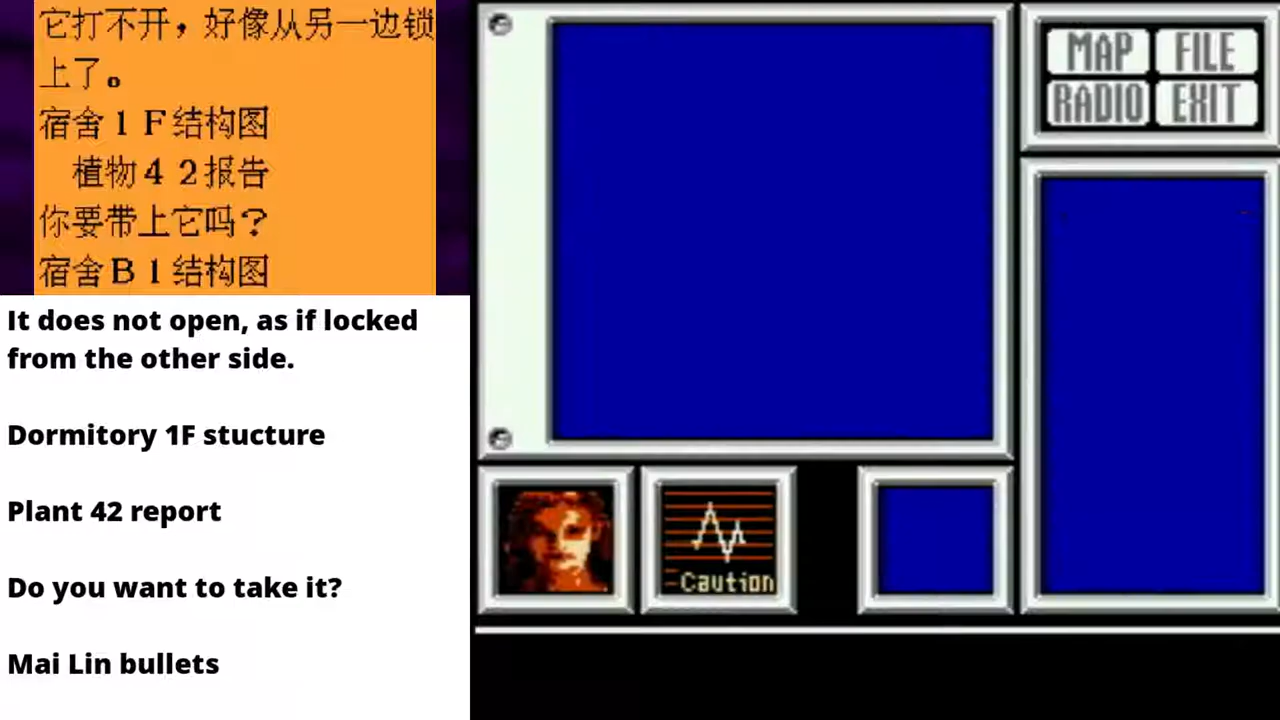 它打不开，好像从另一边锁
上了。
宿舍１Ｆ结构图
植物４２报告
你要带上它吗？
宿舍Ｂ１结构图
It does not open, as if locked
from the other side.
Dormitory 1F stucture
Plant 42 report
Do you want to take it?
Mai Lin bullets
MAP FILE
RADIO EXIT
Caution